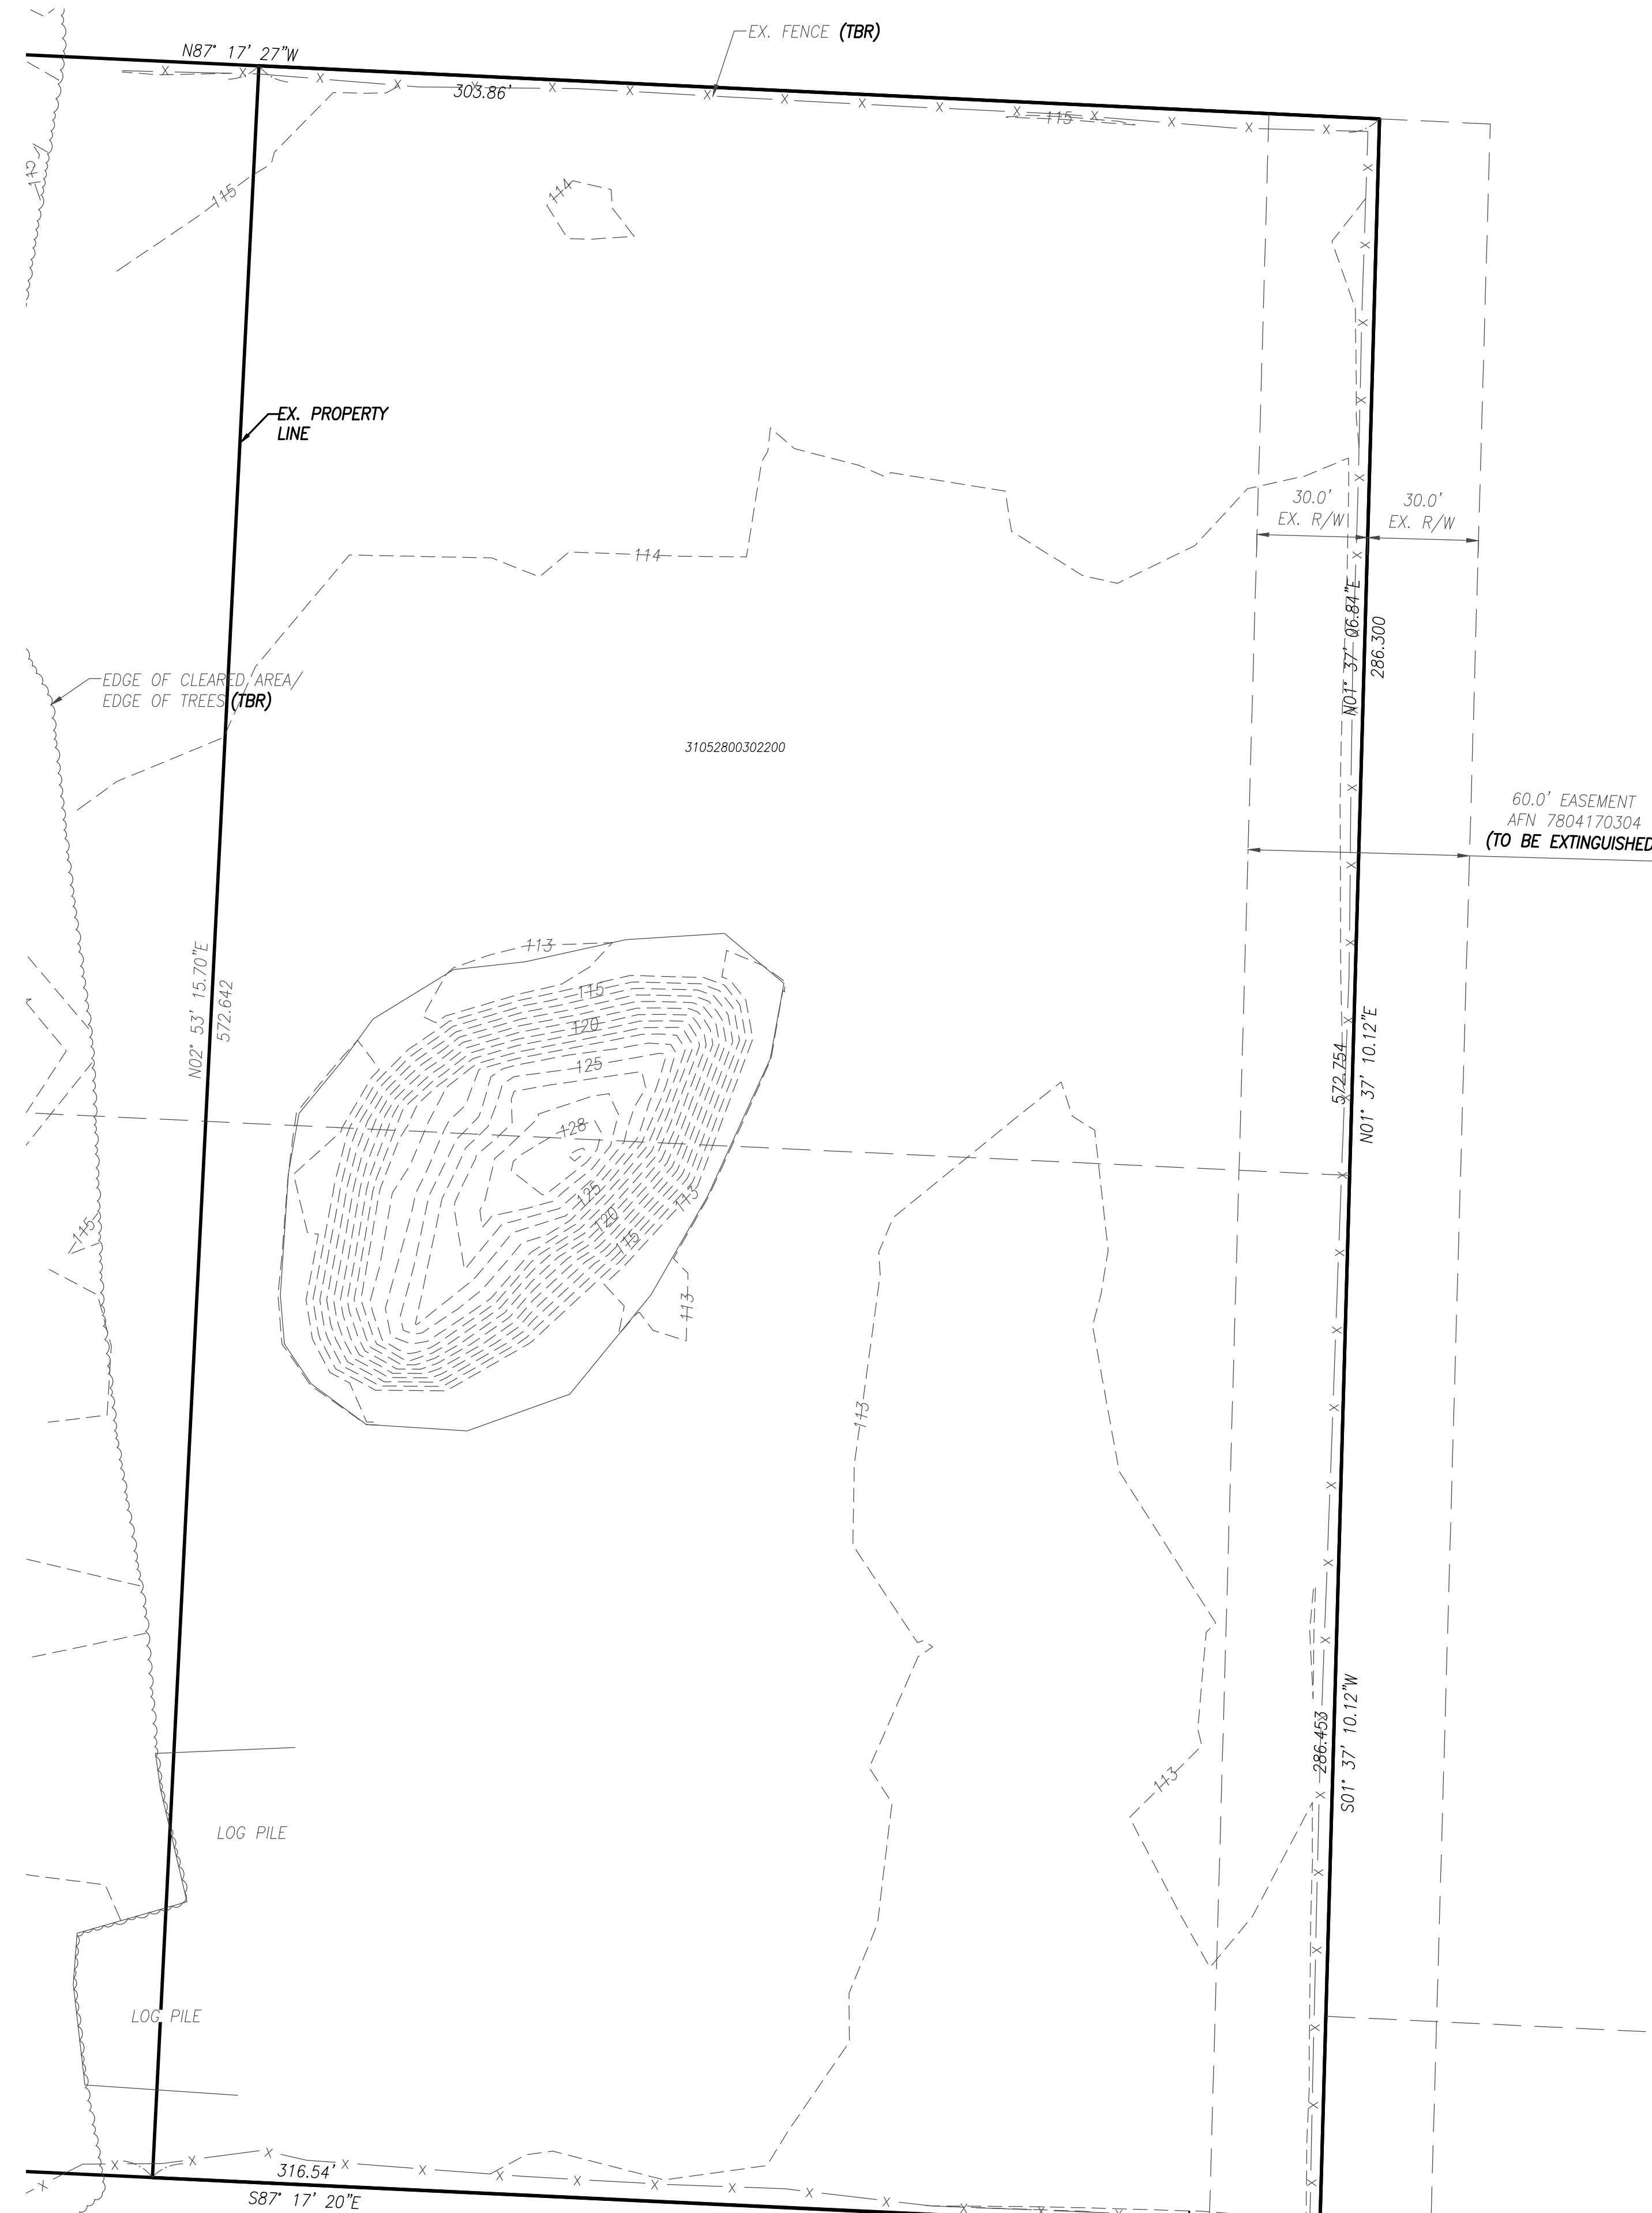 N87° 17' 27"W
EX. FENCE (TBR)
303.86'
115
112
115
114
EX. PROPERTY
LINE
30.0'
EX. R/W
30.0'
EX. R/W
114
N01° 37' 06.84"E
286.300
EDGE OF CLEARED AREA/
EDGE OF TREES (TBR)
31052800302200
60.0' EASEMENT
AFN 7804170304
(TO BE EXTINGUISHED
N02° 53' 15.70"E
572.642
113
115
120
125
128
125
120
115
113
113
572.754
N01° 37' 10.12"E
115
113
113
286.453
S01° 37' 10.12"W
LOG PILE
LOG PILE
316.54'
S87° 17' 20"E